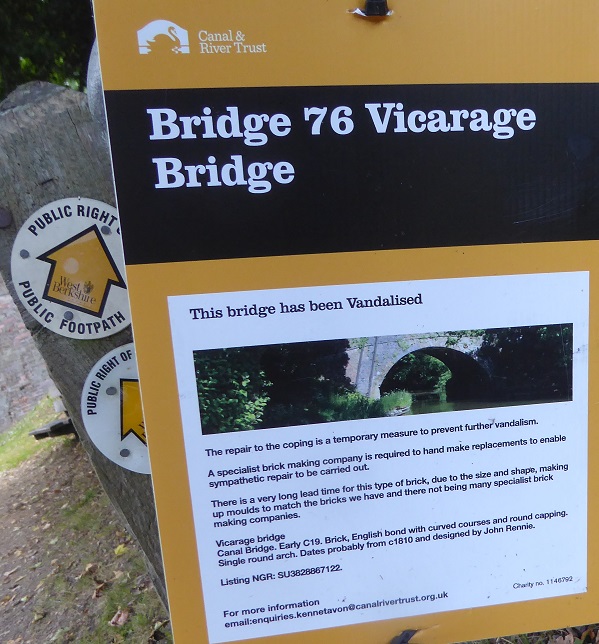 Canal &
River Trust
Bridge 76 Vicarage
Bridge
PUBLIC RIGHT
West
Berkshire
PUBLIC FOOTPATH
PUBLIC RIGHT OF
This bridge has been Vandalised
The repair to the coping is a temporary measure to prevent further vandalism.
A specialist brick making company is required to hand make replacements to enable
sympathetic repair to be carried out.
There is a very long lead time for this type of brick, due to the size and shape, making
up moulds to match the bricks we have and there not being many specialist brick
making companies.
Vicarage bridge
Canal Bridge. Early C19. Brick, English bond with curved courses and round capping.
Single round arch. Dates probably from c1810 and designed by John Rennie.
Listing NGR: SU3828867122.
For more information
email:enquiries.kennetavon@canalrivertrust.org.uk
Charity no. 1146792